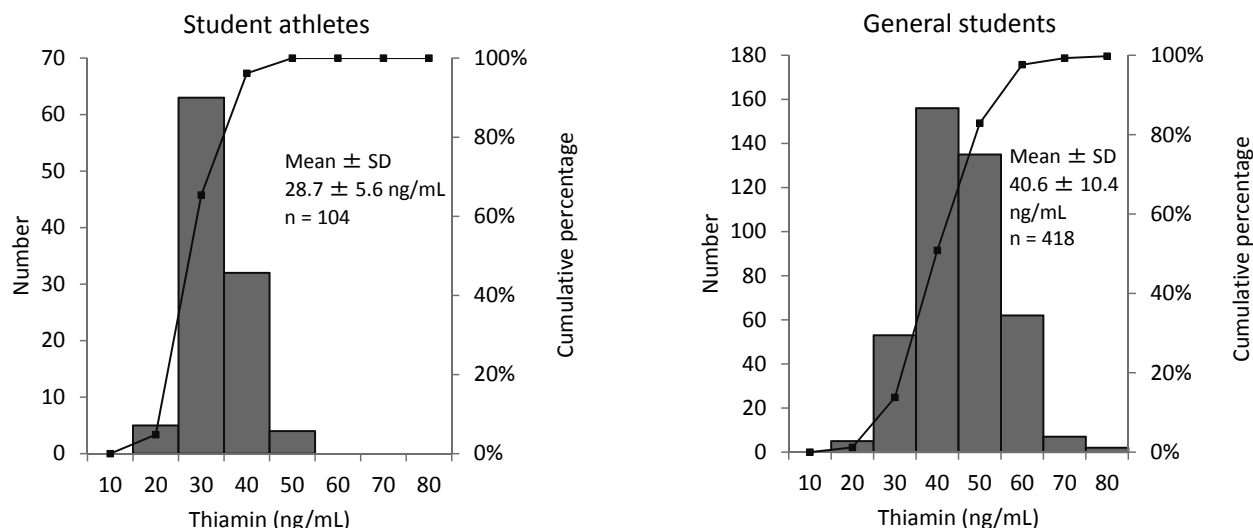 Student athletes
70
60
50
40
30
20
10
0
Number
100%
80%
60%
40%
20%
0%
Cumulative percentage
Mean ± SD
28.7 ± 5.6 ng/mL
n = 104
10 20 30 40 50 60 70 80
Thiamin (ng/mL)
General students
180
160
140
120
100
80
60
40
20
0
Number
100%
80%
60%
40%
20%
0%
Cumulative percentage
Mean ± SD
40.6 ± 10.4
ng/mL
n = 418
10 20 30 40 50 60 70 80
Thiamin (ng/mL)